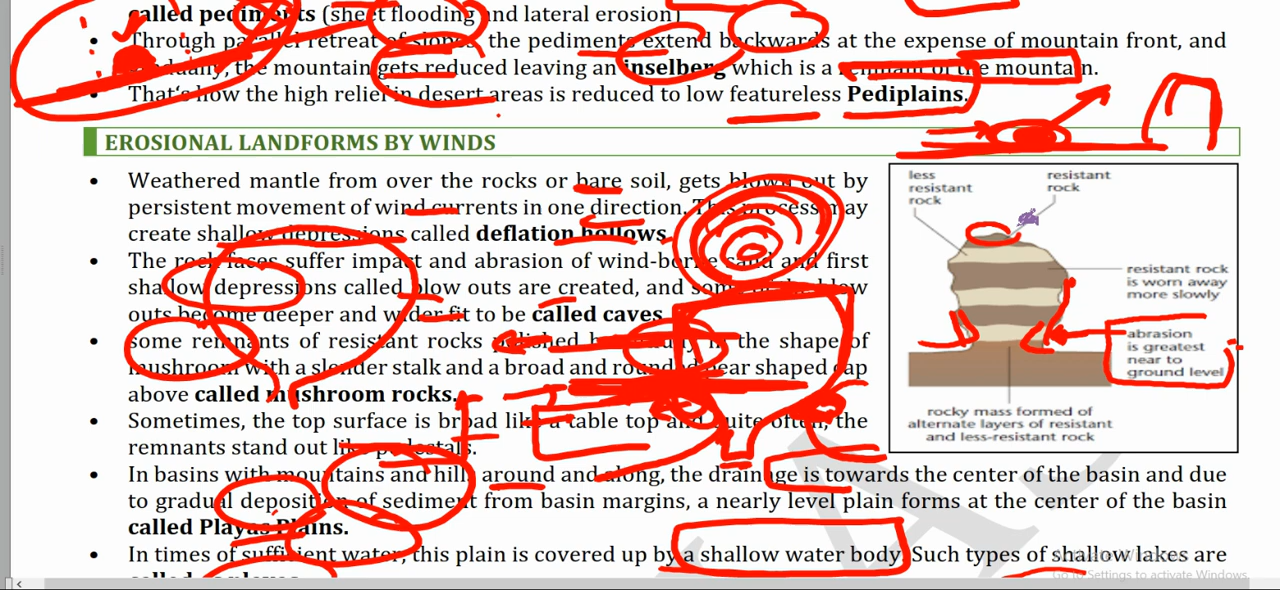 called pediments (sheet flooding and lateral erosion)
• Through parallel retreat of slopes, the pediments extend backwards at the expense of mountain front, and
gradually, the mountain gets reduced leaving an inselberg which is a remnant of the mountain.
• That's how the high relief in desert areas is reduced to low featureless Pediplains.
EROSIONAL LANDFORMS BY WINDS
• Weathered mantle from over the rocks or bare soil, gets blown out by
persistent movement of wind currents in one direction. This process may
create shallow depressions called deflation hollows.
• The rock faces suffer impact and abrasion of wind-borne sand and first
shallow depressions called blow outs are created, and some of the blow
outs become deeper and wider fit to be called caves
• some remnants of resistant rocks polished beautifully in the shape of
mushroom with a slender stalk and a broad and rounded pear shaped cap
above called mushroom rocks.
• Sometimes, the top surface is broad like a table top and quite often, the
remnants stand out like pedestals.
less
resistant
rock
resistant
rock
resistant rock
is worn away
more slowly
abrasion
is greatest
near to
ground level
rocky mass formed of
alternate layers of resistant
and less-resistant rock
• In basins with mountains and hills around and along, the drainage is towards the center of the basin and due
to gradual deposition of sediment from basin margins, a nearly level plain forms at the center of the basin
called Playas Plains.
• In times of sufficient water, this plain is covered up by a shallow water body. Such types of shallow lakes are
Activate Windows
Go to Settings to activate Windows.